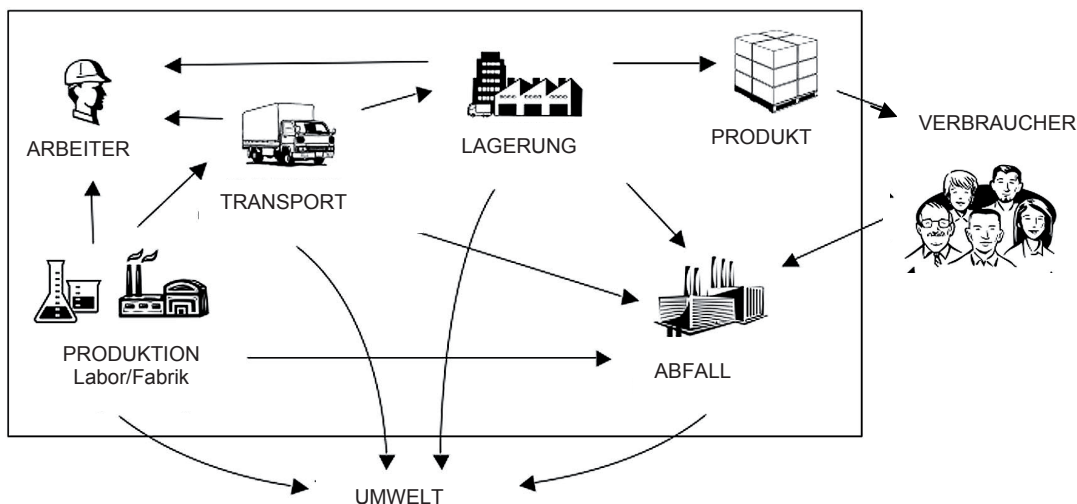 ARBEITER
TRANSPORT
LAGERUNG
PRODUKT
VERBRAUCHER
PRODUKTION
Labor/Fabrik
ABFALL
UMWELT